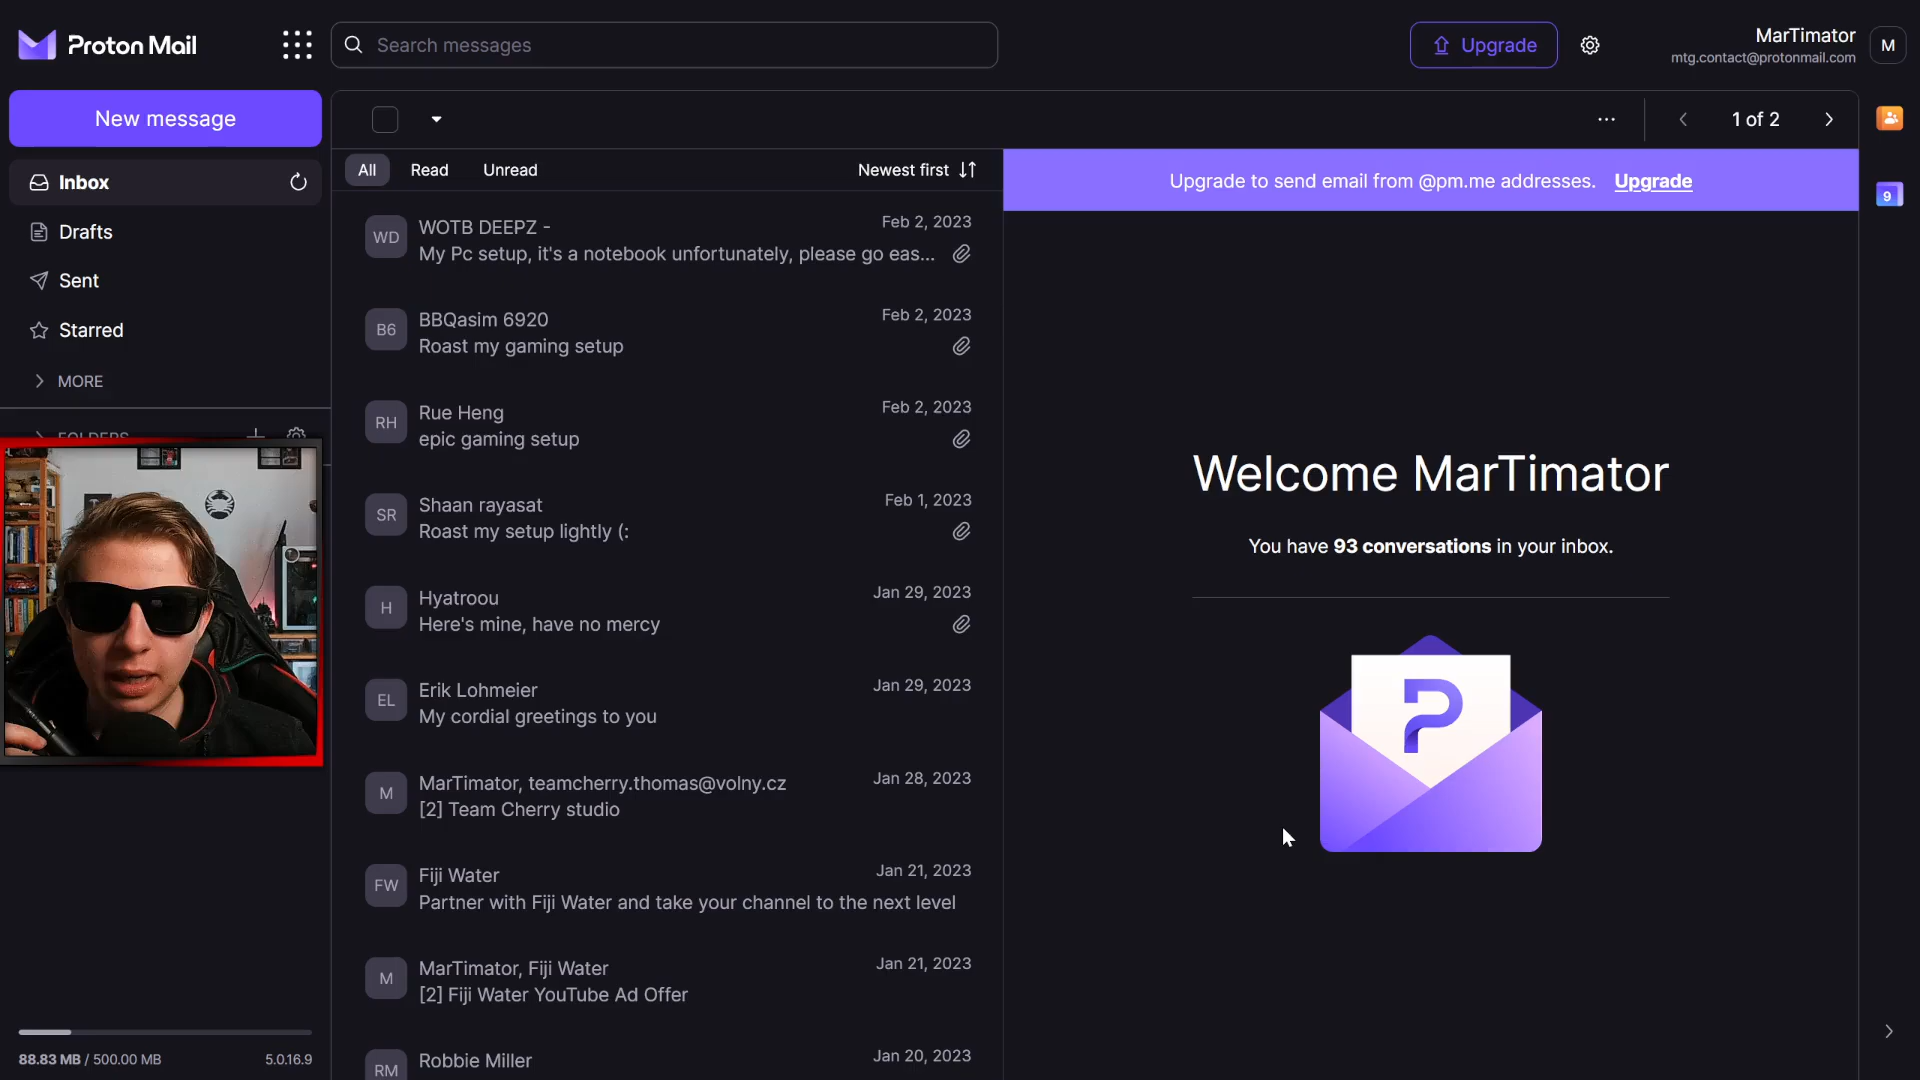 Proton Mail
Search messages
Upgrade
MarTimator
mtg.contact@protonmail.com
M
New message
1 of 2
Inbox
Drafts
Sent
Starred
MORE
FOLDERS
88.83 MB / 500.00 MB
5.0.16.9
All
Read
Unread
Newest first
WD
WOTB DEEPZ -
Feb 2, 2023
My Pc setup, it's a notebook unfortunately, please go eas...
B6
BBQasim 6920
Feb 2, 2023
Roast my gaming setup
RH
Rue Heng
Feb 2, 2023
epic gaming setup
SR
Shaan rayasat
Feb 1, 2023
Roast my setup lightly (:
H
Hyatroou
Jan 29, 2023
Here's mine, have no mercy
EL
Erik Lohmeier
Jan 29, 2023
My cordial greetings to you
M
MarTimator, teamcherry.thomas@volny.cz
Jan 28, 2023
[2] Team Cherry studio
FW
Fiji Water
Jan 21, 2023
Partner with Fiji Water and take your channel to the next level
M
MarTimator, Fiji Water
Jan 21, 2023
[2] Fiji Water YouTube Ad Offer
RM
Robbie Miller
Jan 20, 2023
Upgrade to send email from @pm.me addresses. Upgrade
Welcome MarTimator
You have 93 conversations in your inbox.
9